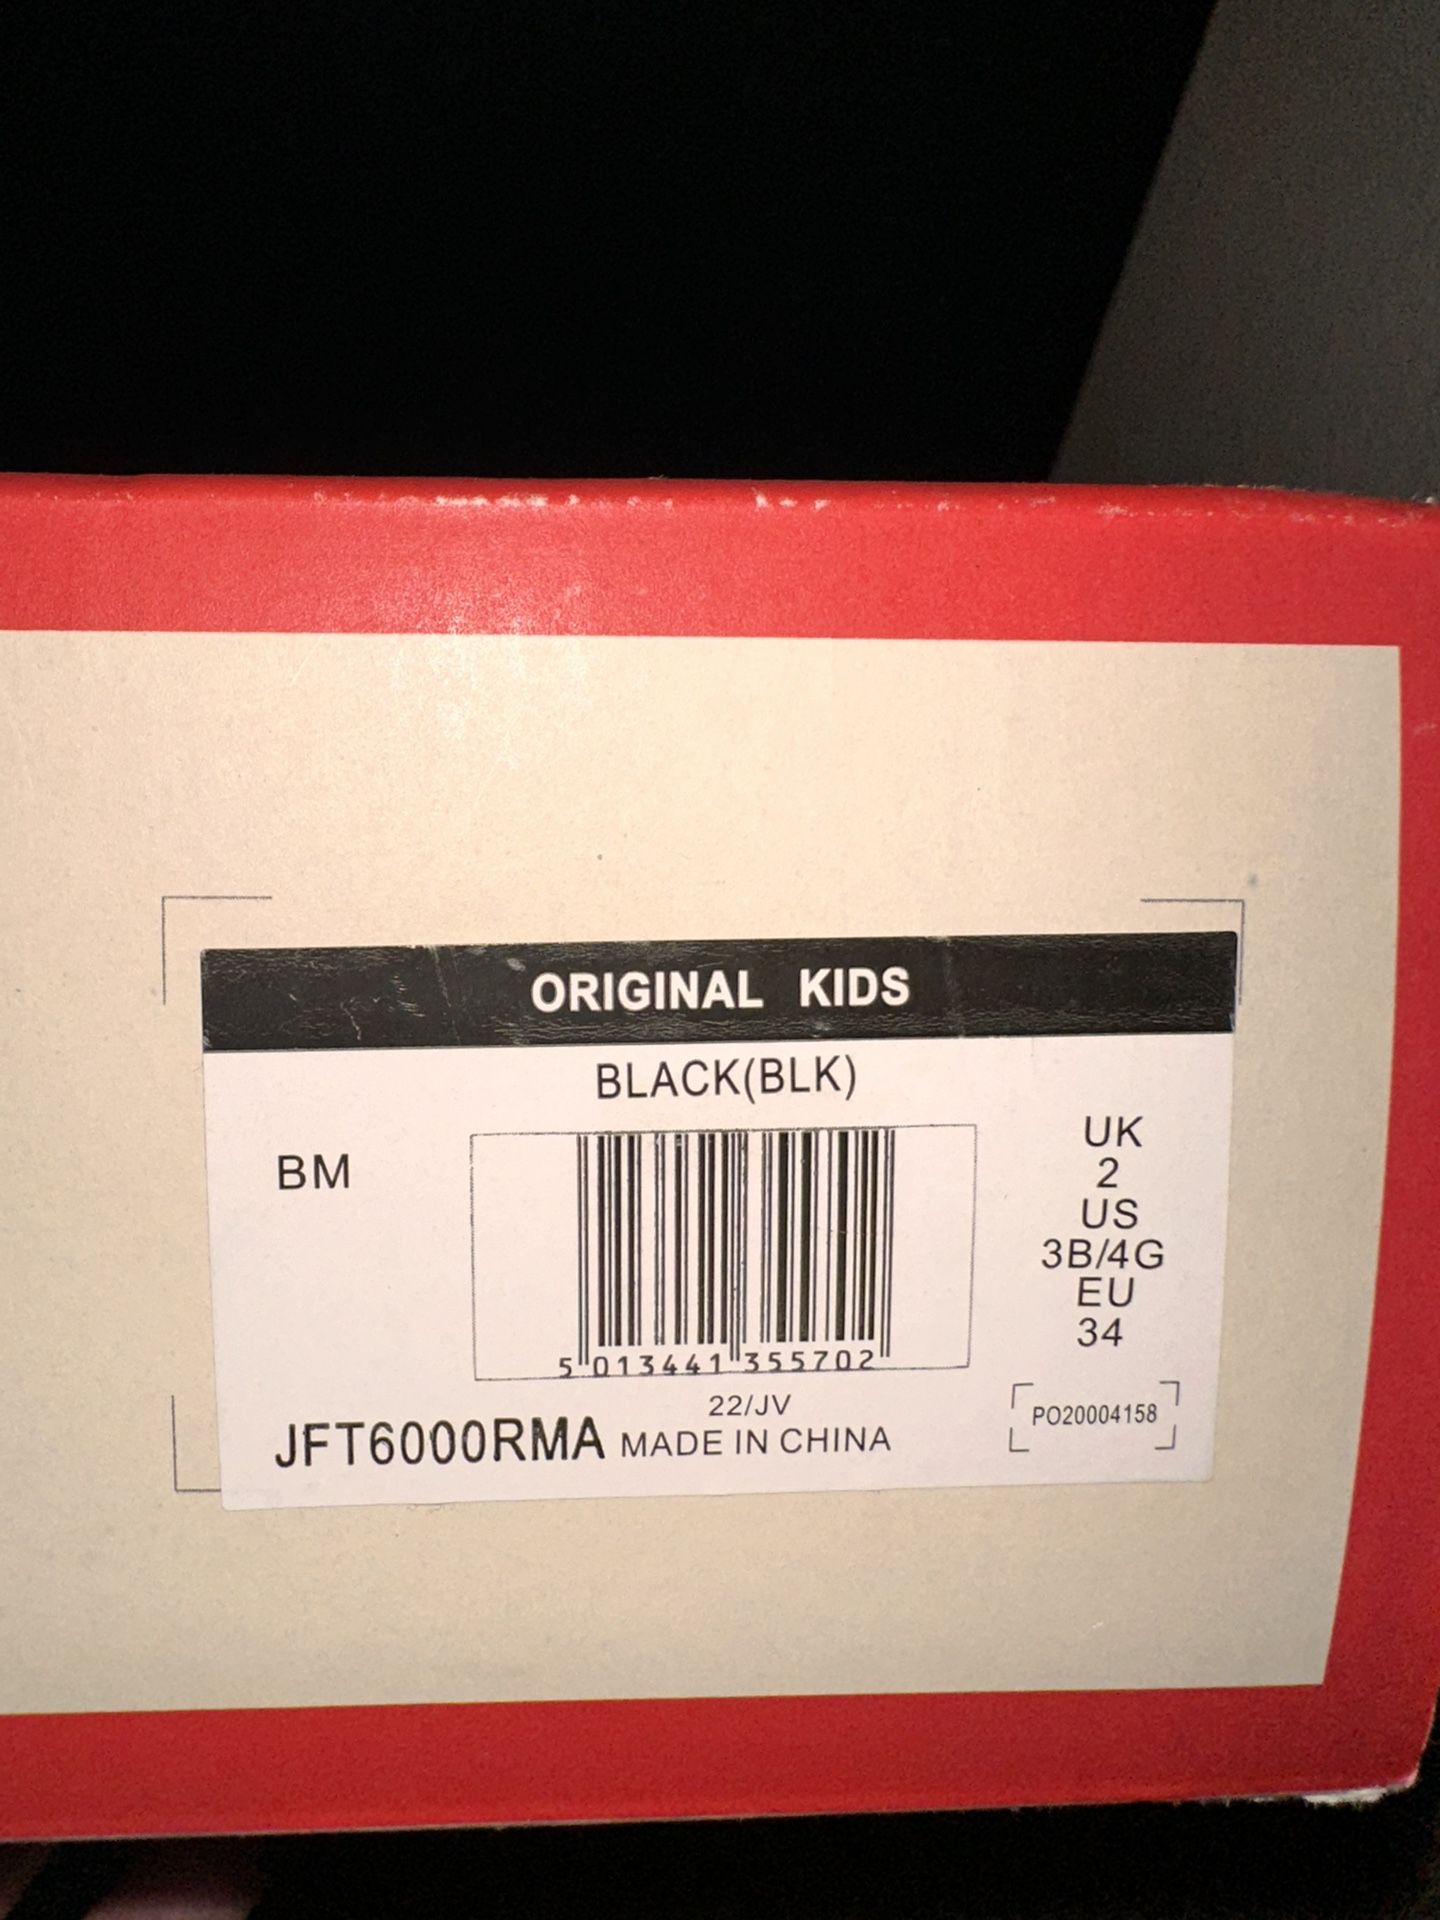 ORIGINAL KIDS
BLACK(BLK)
BM
UK
2
US
3B/4G
EU
34
5 013441 355702
22/JV
JFT6000RMA MADE IN CHINA
PO20004158